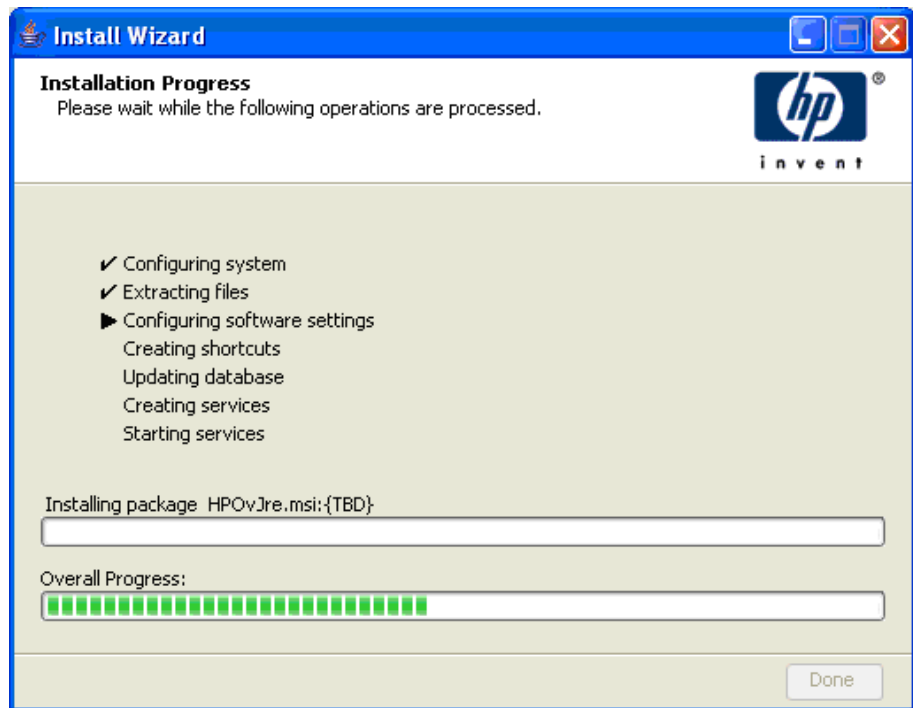 Install Wizard
Installation Progress
Please wait while the following operations are processed.
hp
®
invent
✔ Configuring system
✔ Extracting files
▶ Configuring software settings
Creating shortcuts
Updating database
Creating services
Starting services
Installing package HPOvJre.msi:{TBD}
Overall Progress:
Done